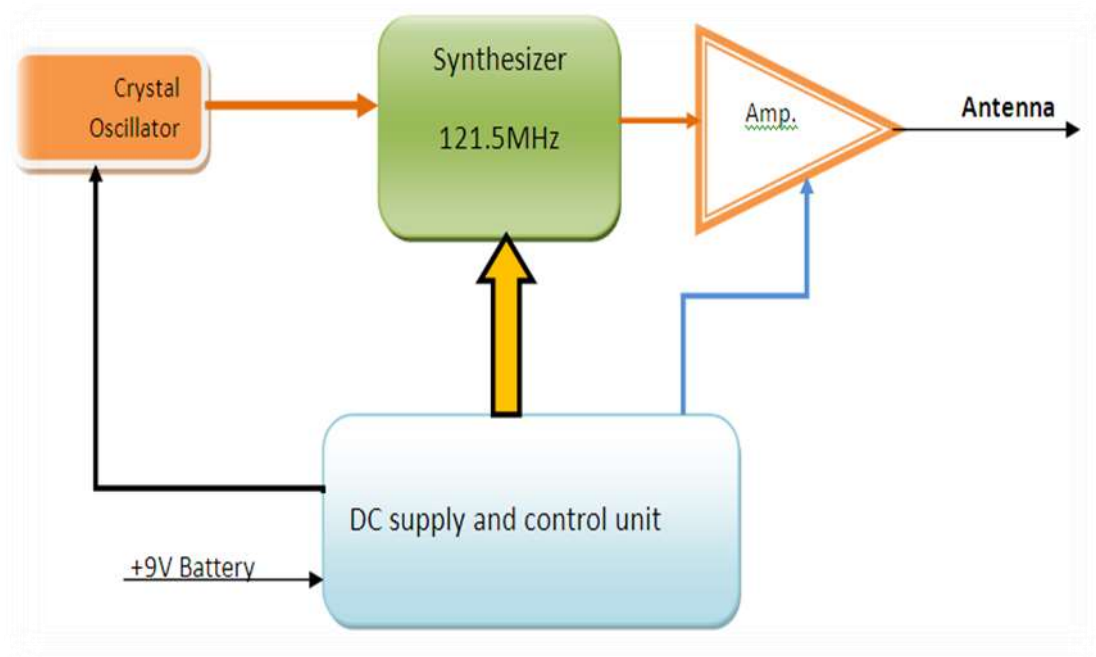 Crystal
Oscillator
Synthesizer
121.5MHz
Amp.
Antenna
DC supply and control unit
+9V Battery